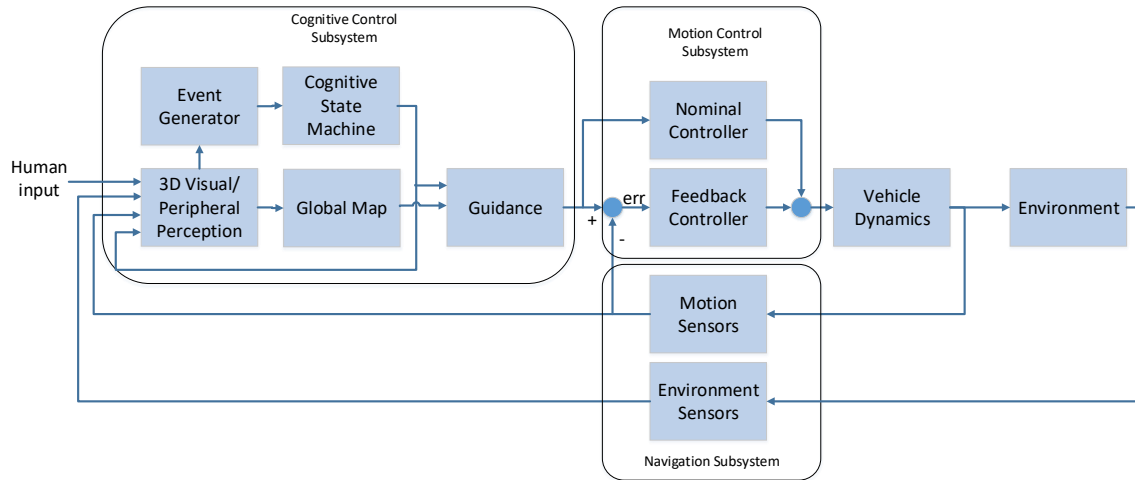 Cognitive Control
Subsystem
Motion Control
Subsystem
Event
Generator
Cognitive
State
Machine
Nominal
Controller
Human
input
3D Visual/
Peripheral
Perception
Global Map
Guidance
+
err
-
Feedback
Controller
Vehicle
Dynamics
Environment
Motion
Sensors
Environment
Sensors
Navigation Subsystem